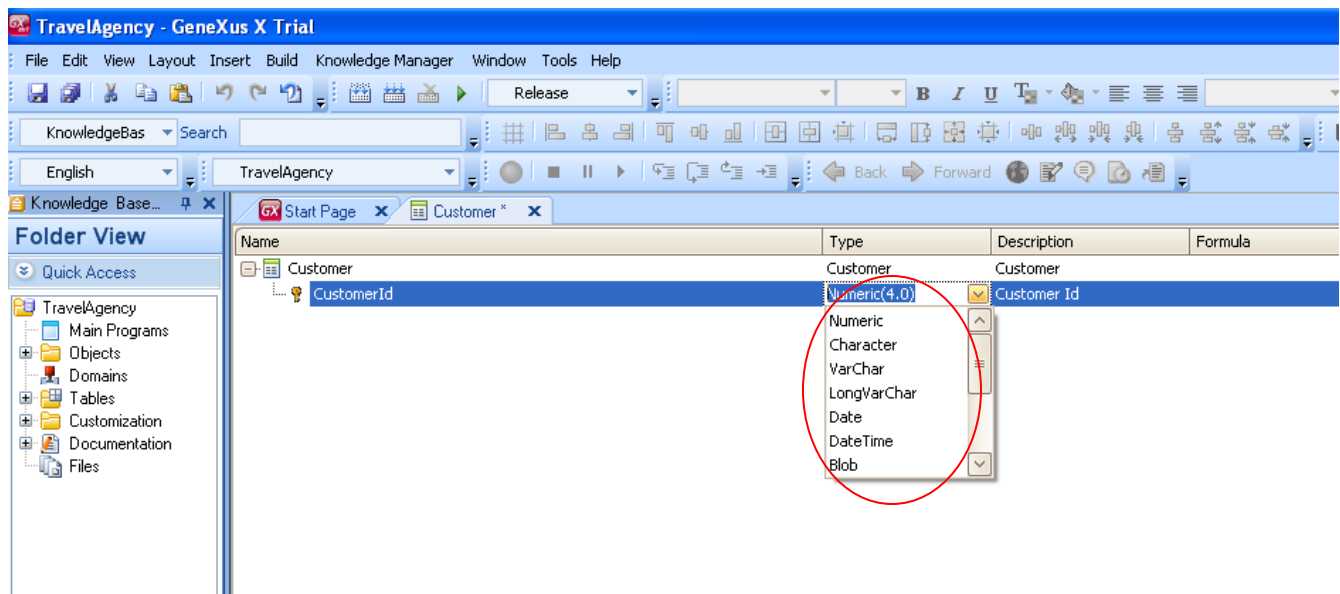 TravelAgency - GeneXus X Trial
File Edit View Layout Insert Build Knowledge Manager Window Tools Help
Release B I U T
KnowledgeBas Search
English TravelAgency Back Forward
Knowledge Base... GX Start Page Customer *
Folder View
Name Type Description Formula
Quick Access
Customer Customer Customer
CustomerId Numeric(4.0) Customer Id
TravelAgency
Main Programs
Objects
Domains
Tables
Customization
Documentation
Files
Numeric
Character
VarChar
LongVarChar
Date
DateTime
Blob